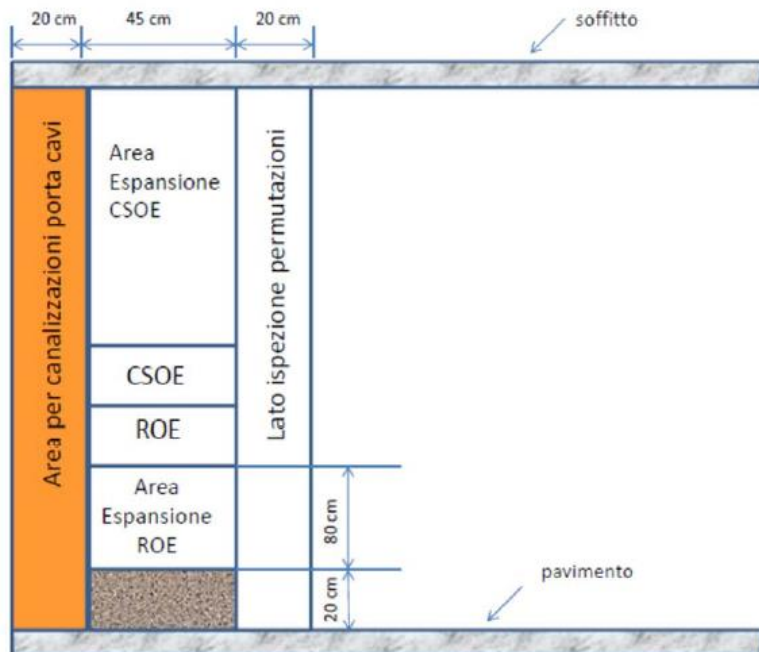 20 cm
45 cm
20 cm
soffitto
Area per canalizzazioni porta cavi
Area
Espansione
CSOE
Lato ispezione permutazioni
CSOE
ROE
Area
Espansione
ROE
80 cm
20 cm
pavimento